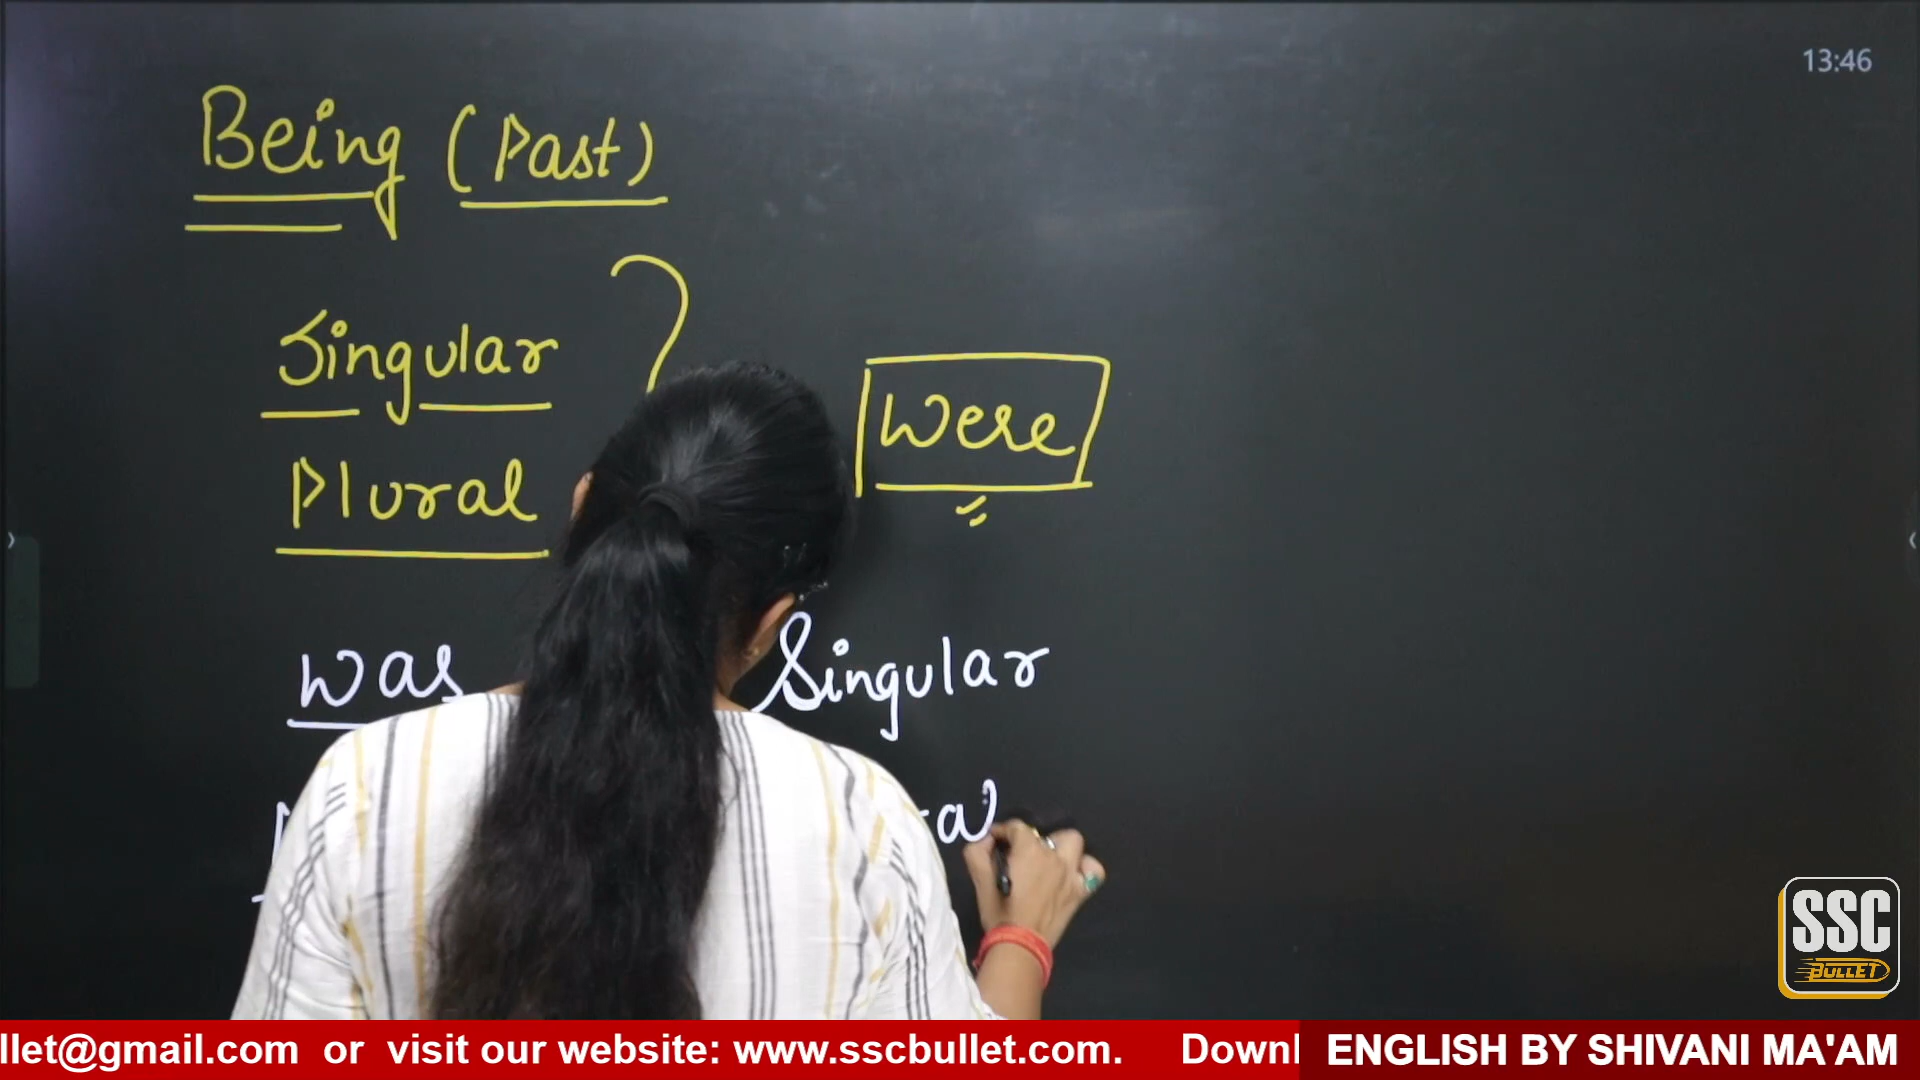 13:46
Being (Past)
Singular
Were
Plural
was Singular
SSC
BULLET
llet@gmail.com or visit our website: www.sscbullet.com. Downl
ENGLISH BY SHIVANI MA'AM